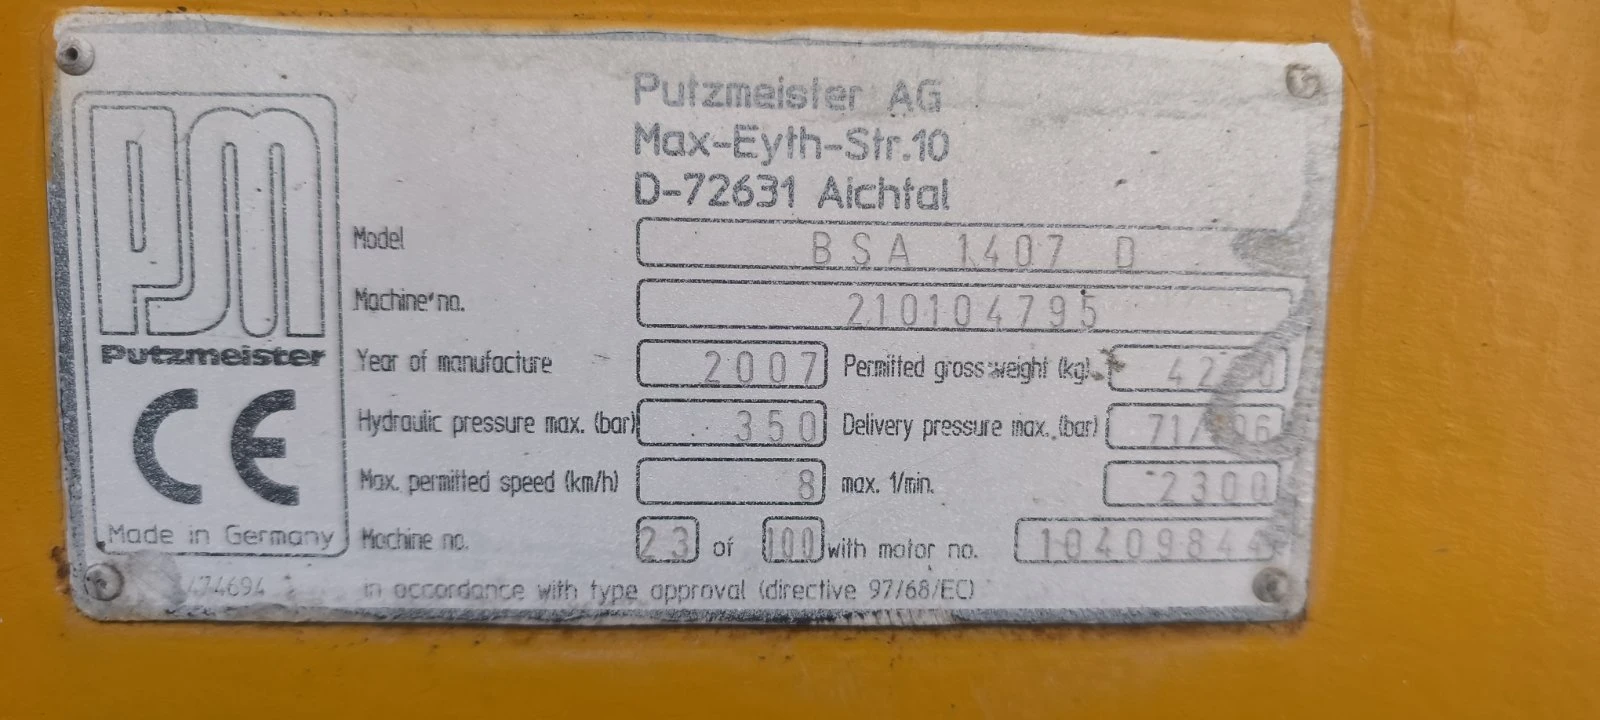 Putzmeister AG
Max-Eyth-Str.10
D-72631 Aichtal
PM
Putzmeister
CE
Made in Germany
Model BSA 1407 D
Machine no. 210104795
Year of manufacture 2007 Permitted gross weight (kg)
Hydraulic pressure max. (bar) 350 Delivery pressure max. (bar)
Max. permitted speed (km/h) 8 max. 1/min. 2300
Machine no. 23 of 100 with motor no. 10409844
474694 in accordance with type approval (directive 97/68/EC)